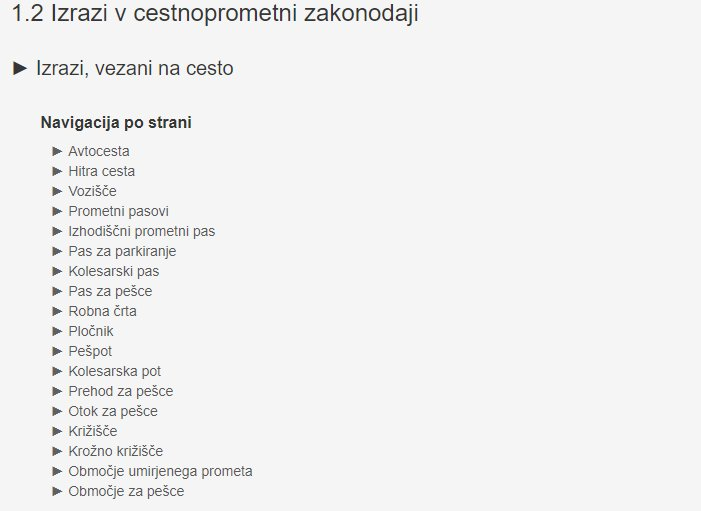 1.2 Izrazi v cestnoprometni zakonodaji
► Izrazi, vezani na cesto
Navigacija po strani
► Avtocesta
► Hitra cesta
► Vozišče
► Prometni pasovi
► Izhodiščni prometni pas
► Pas za parkiranje
► Kolesarski pas
► Pas za pešce
► Robna črta
► Pločnik
► Pešpot
► Kolesarska pot
► Prehod za pešce
► Otok za pešce
► Križišče
► Krožno križišče
► Območje umirjenega prometa
► Območje za pešce